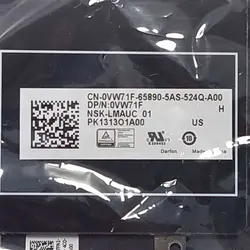 CN-0VW71F-65890-5AS-524Q-A00
DP/N:0VW71F H
NSK-LMAUC 01
PK1313O1A00 US
Darfon